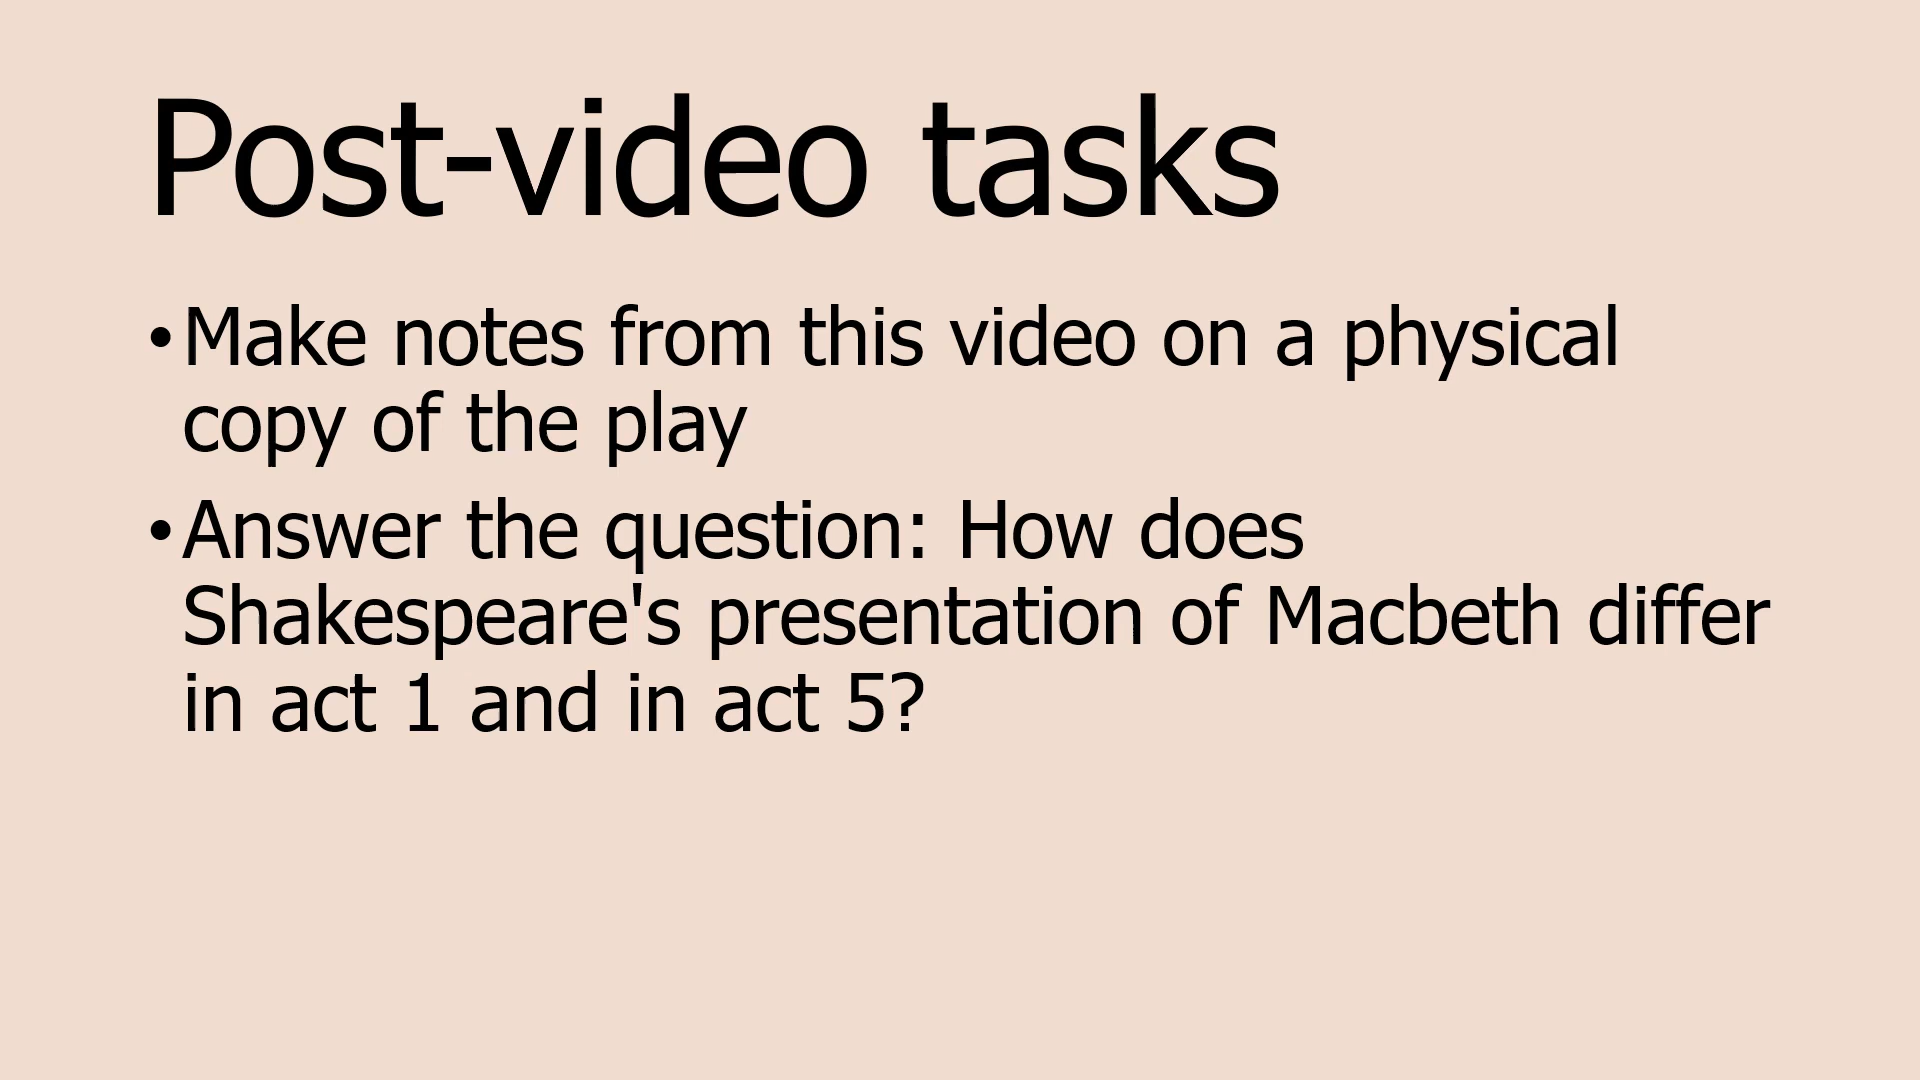 Post-video tasks
•Make notes from this video on a physical
copy of the play
•Answer the question: How does
Shakespeare's presentation of Macbeth differ
in act 1 and in act 5?